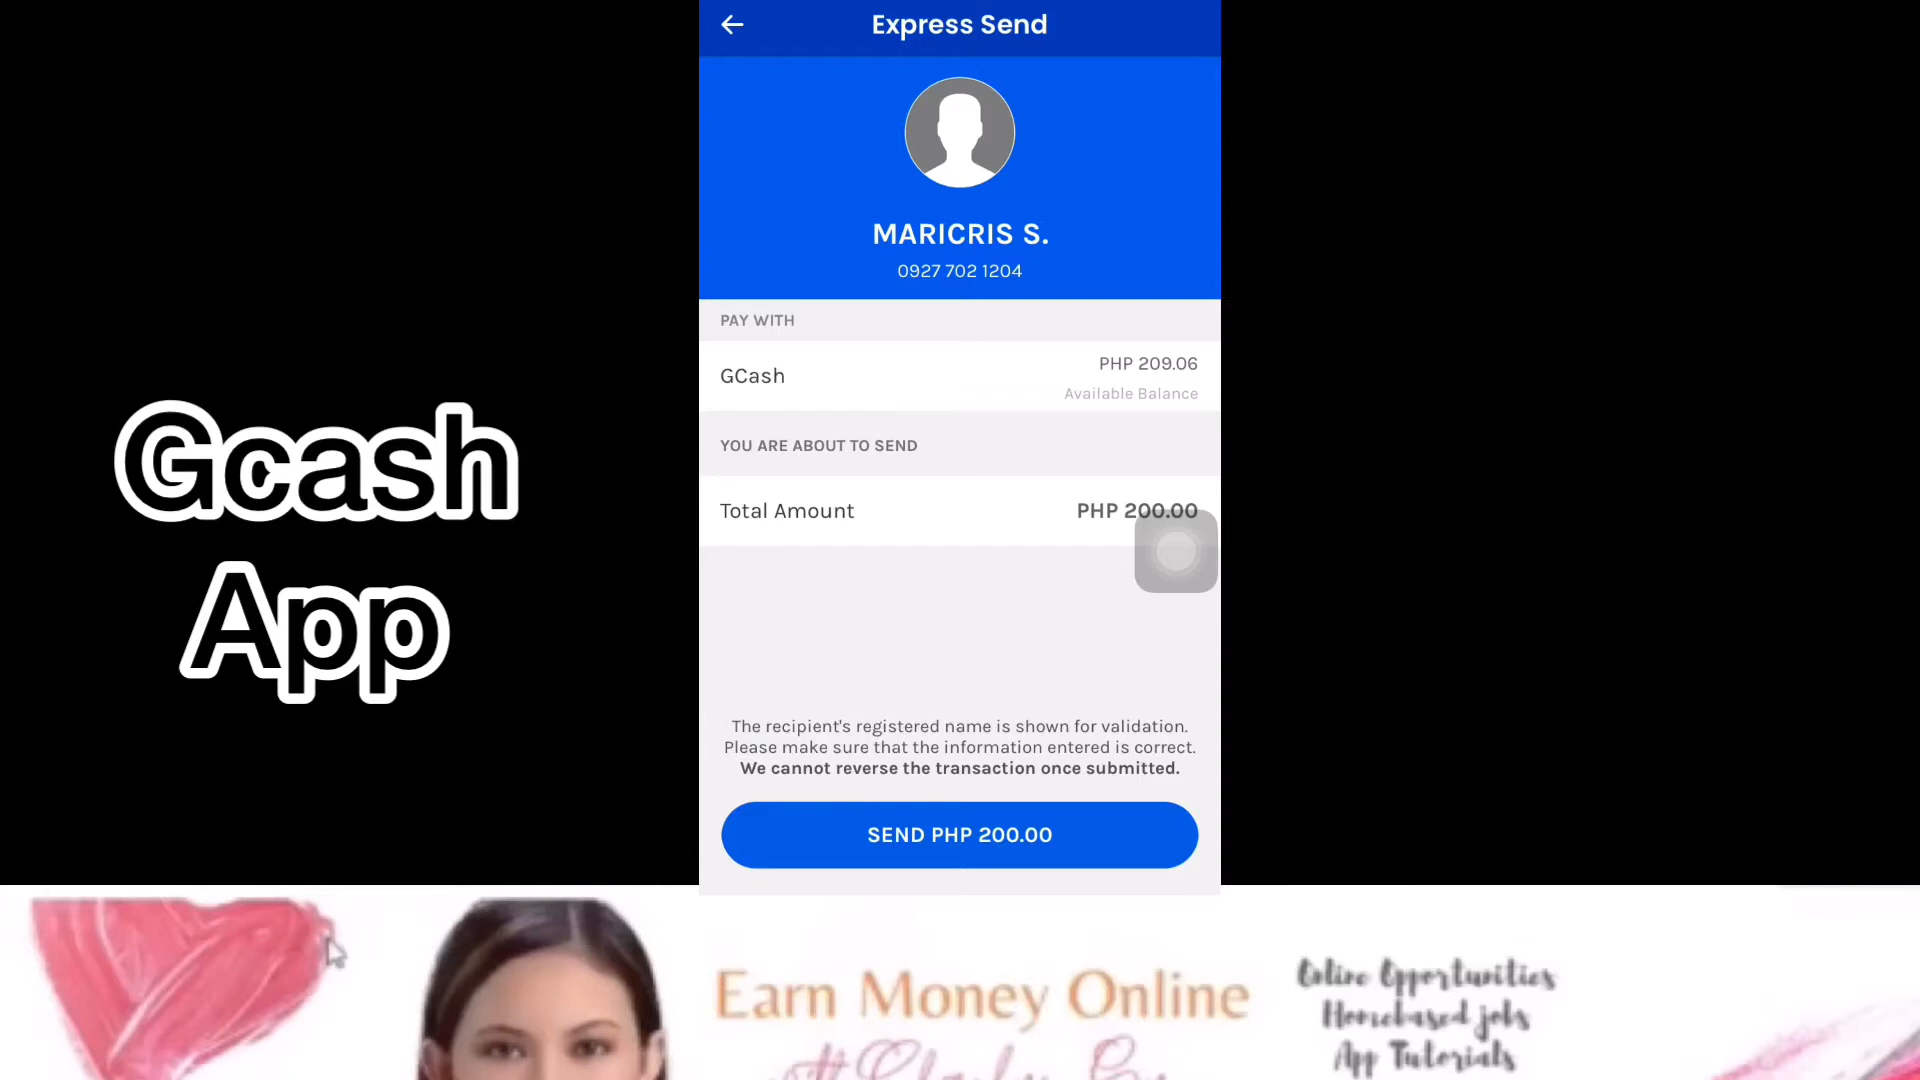 Express Send
MARICRIS S.
0927 702 1204
PAY WITH
GCash
PHP 209.06
Available Balance
YOU ARE ABOUT TO SEND
Total Amount
PHP 200.00
The recipient's registered name is shown for validation.
Please make sure that the information entered is correct.
We cannot reverse the transaction once submitted.
SEND PHP 200.00
Gcash
App
Earn Money Online
Online Opportunities
Homebased jobs
App Tutorials